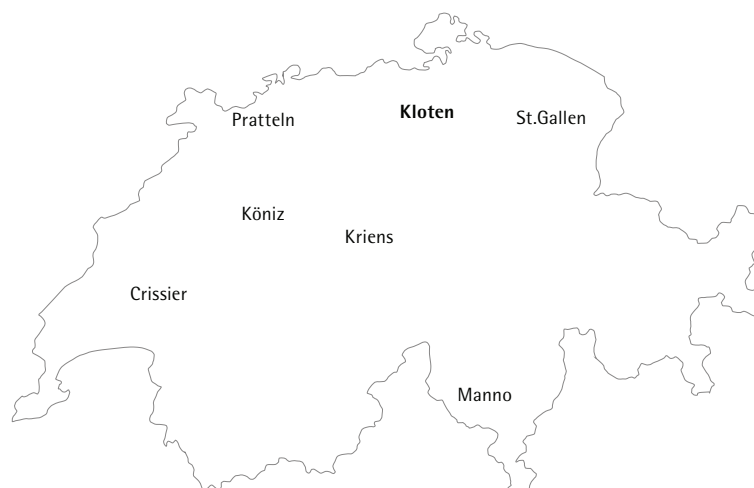 Pratteln
Kloten
St.Gallen
Köniz
Kriens
Crissier
Manno